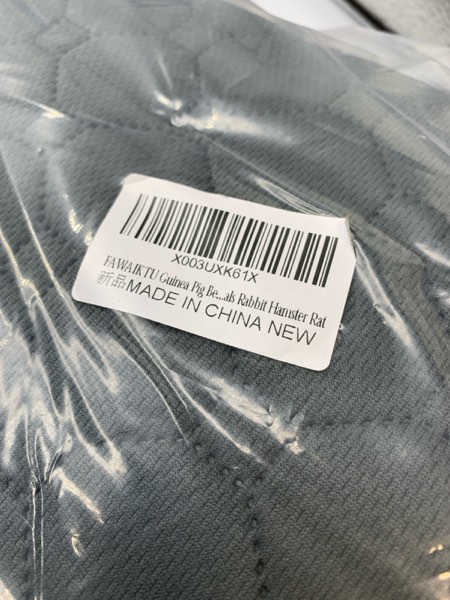 X003UXK61X
FAWAIKTU Guinea Pig Be...als Rabbit Hamster Rat
新品MADE IN CHINA NEW